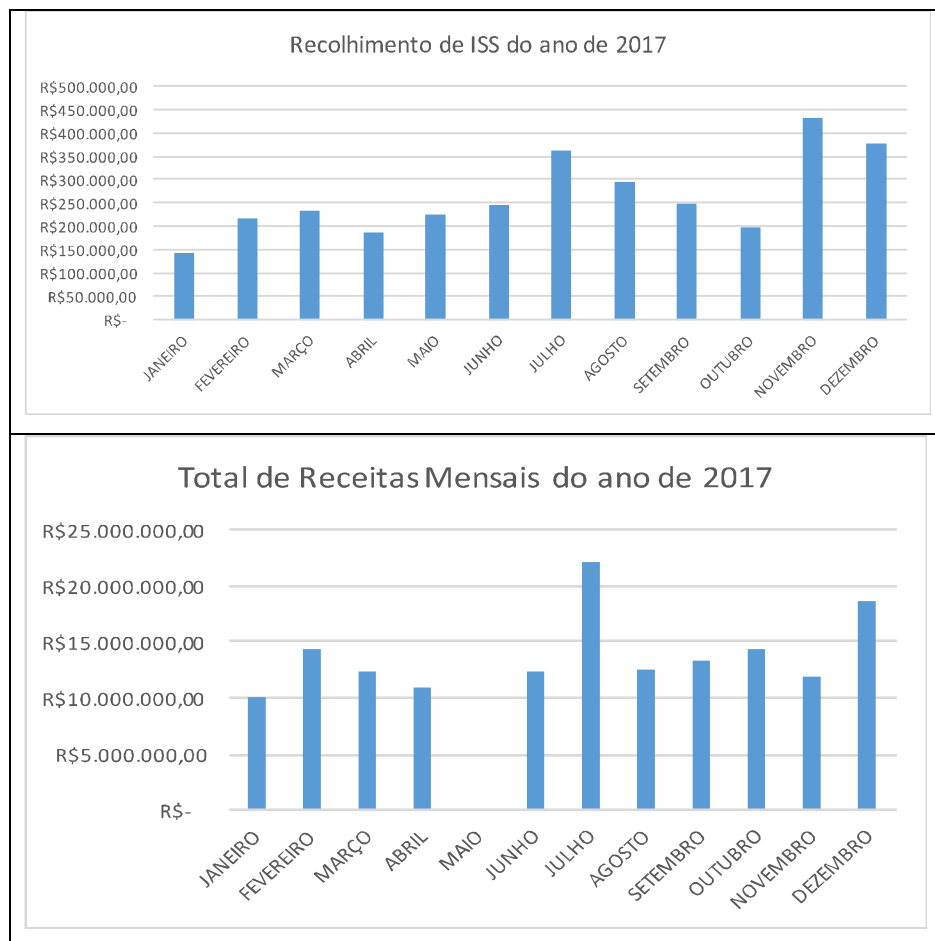 Recolhimento de ISS do ano de 2017
R$500.000,00
R$450.000,00
R$400.000,00
R$350.000,00
R$300.000,00
R$250.000,00
R$200.000,00
R$150.000,00
R$100.000,00
R$50.000,00
R$-
JANEIRO
FEVEREIRO
MARÇO
ABRIL
MAIO
JUNHO
JULHO
AGOSTO
SETEMBRO
OUTUBRO
NOVEMBRO
DEZEMBRO
Total de Receitas Mensais do ano de 2017
R$25.000.000,00
R$20.000.000,00
R$15.000.000,00
R$10.000.000,00
R$5.000.000,00
R$-
JANEIRO
FEVEREIRO
MARÇO
ABRIL
MAIO
JUNHO
JULHO
AGOSTO
SETEMBRO
OUTUBRO
NOVEMBRO
DEZEMBRO